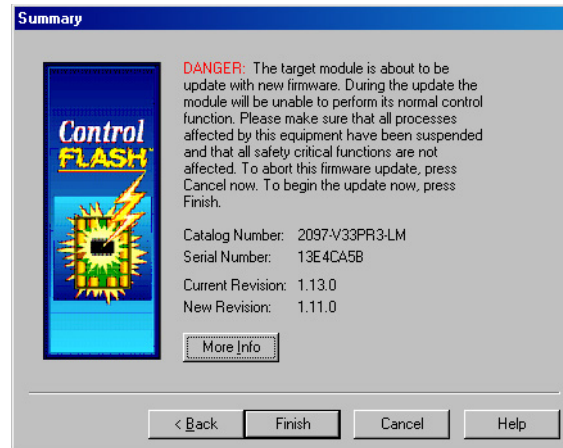 Summary
Control
FLASH
DANGER: The target module is about to be
update with new firmware. During the update the
module will be unable to perform its normal control
function. Please make sure that all processes
affected by this equipment have been suspended
and that all safety critical functions are not
affected. To abort this firmware update, press
Cancel now. To begin the update now, press
Finish.
Catalog Number: 2097-V33PR3-LM
Serial Number: 13E4CA5B
Current Revision: 1.13.0
New Revision: 1.11.0
More Info
< Back Finish Cancel Help